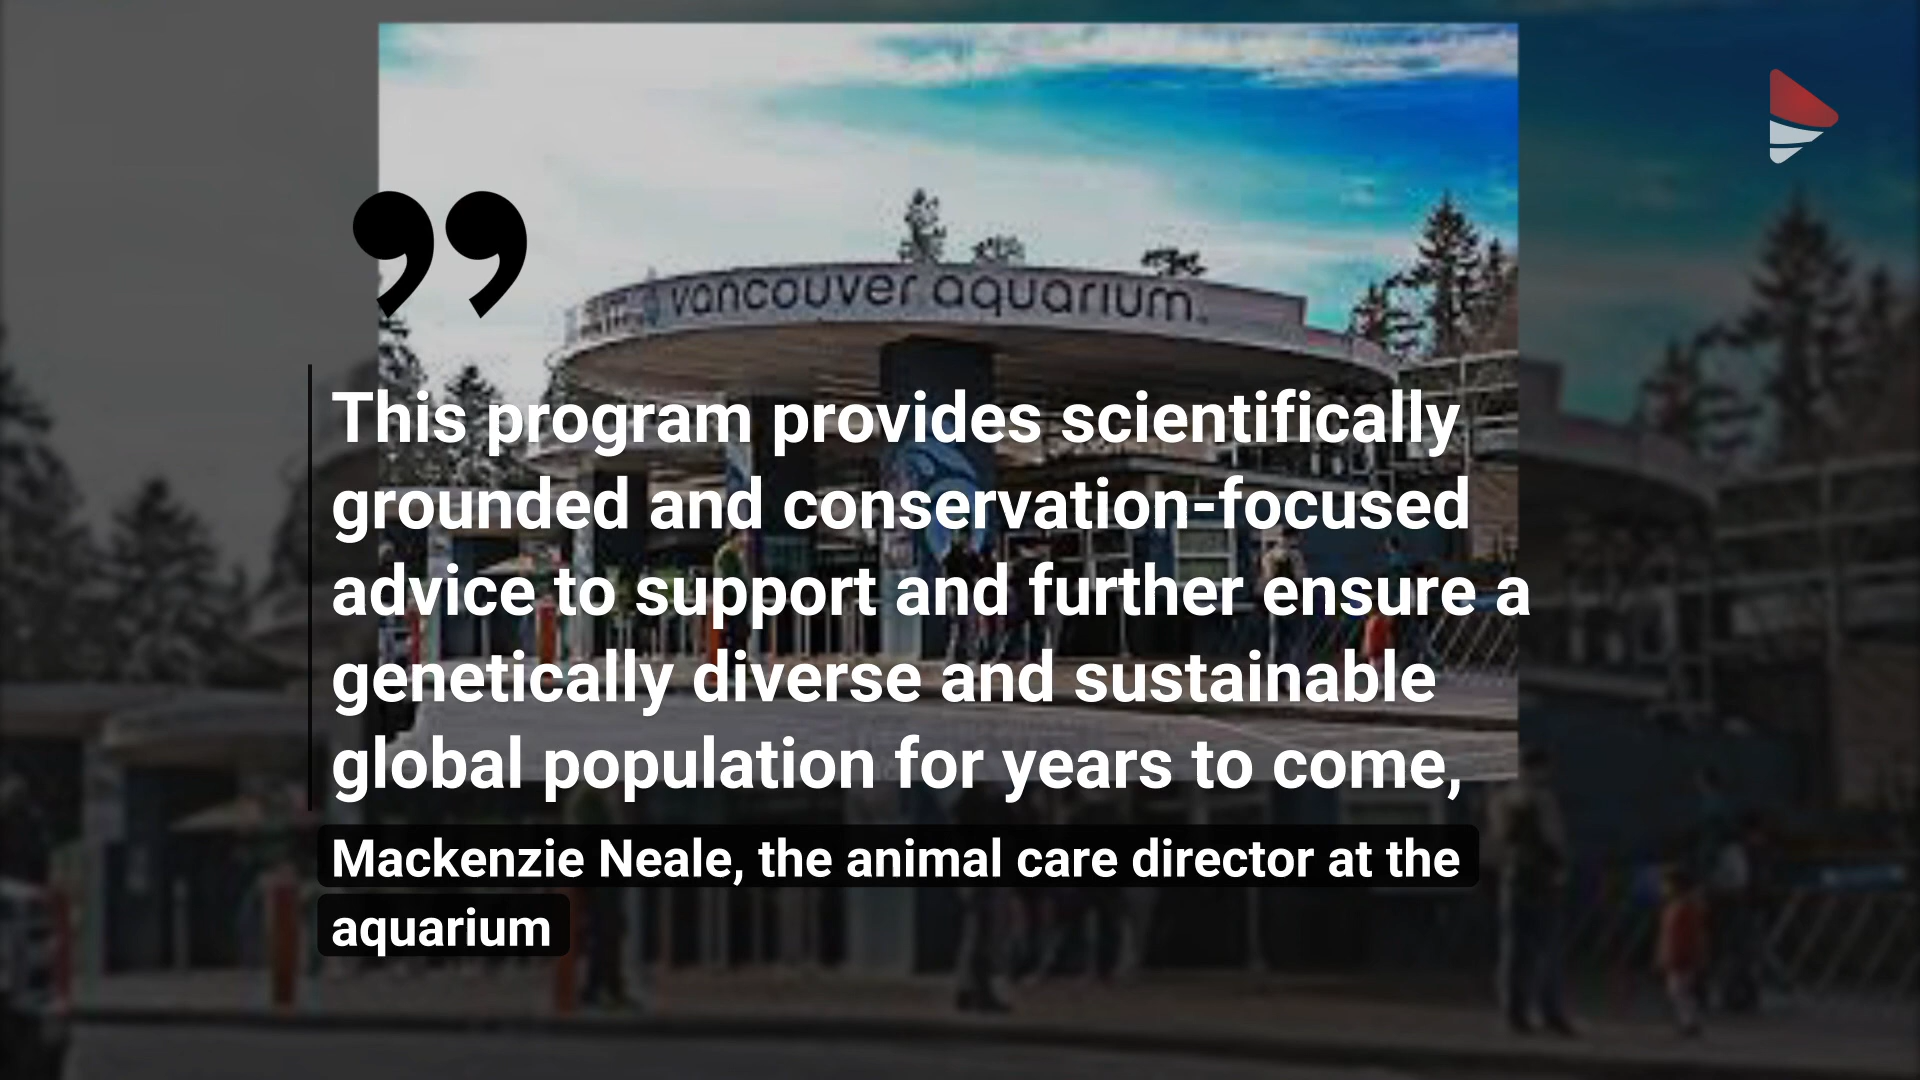 vancouver aquarium
”
This program provides scientifically
grounded and conservation-focused
advice to support and further ensure a
genetically diverse and sustainable
global population for years to come,
Mackenzie Neale, the animal care director at the
aquarium